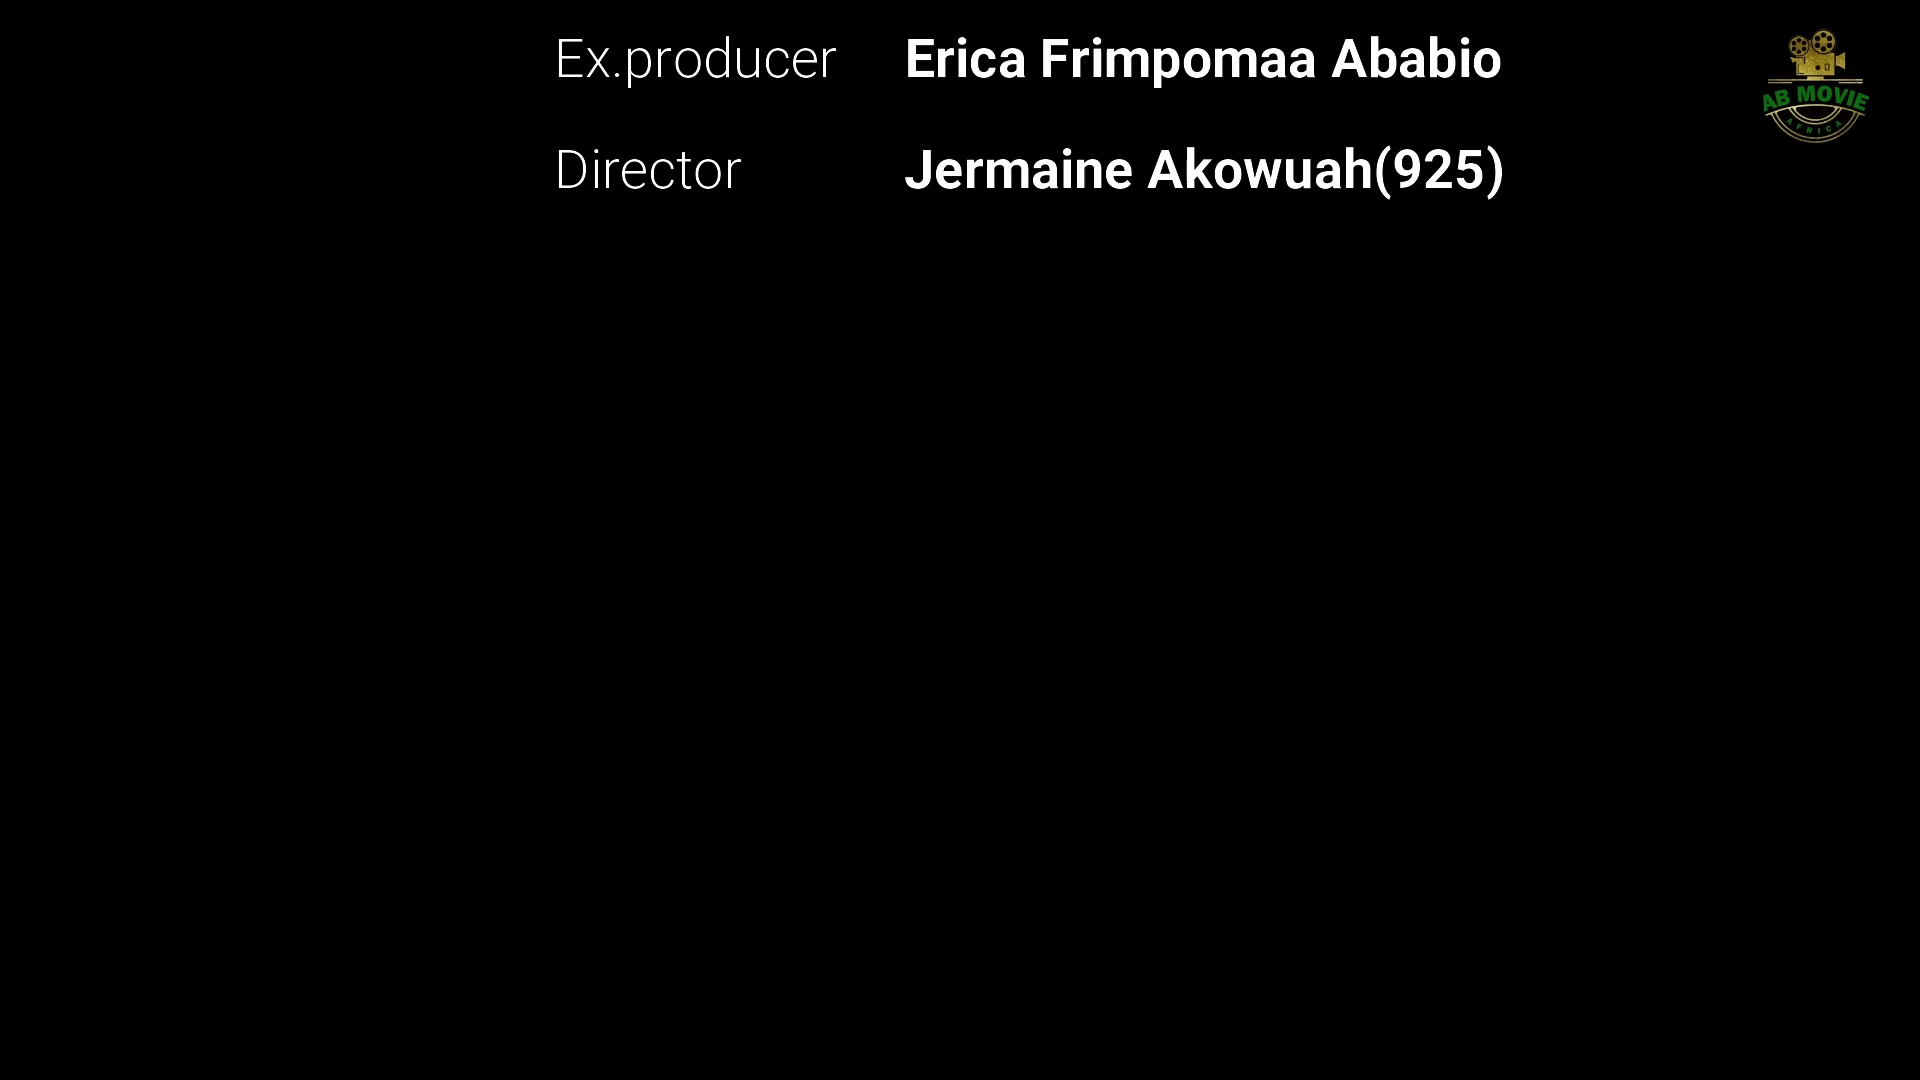 Ex.producer Erica Frimpomaa Ababio
Director Jermaine Akowuah(925)
AB MOVIE
AFRICA